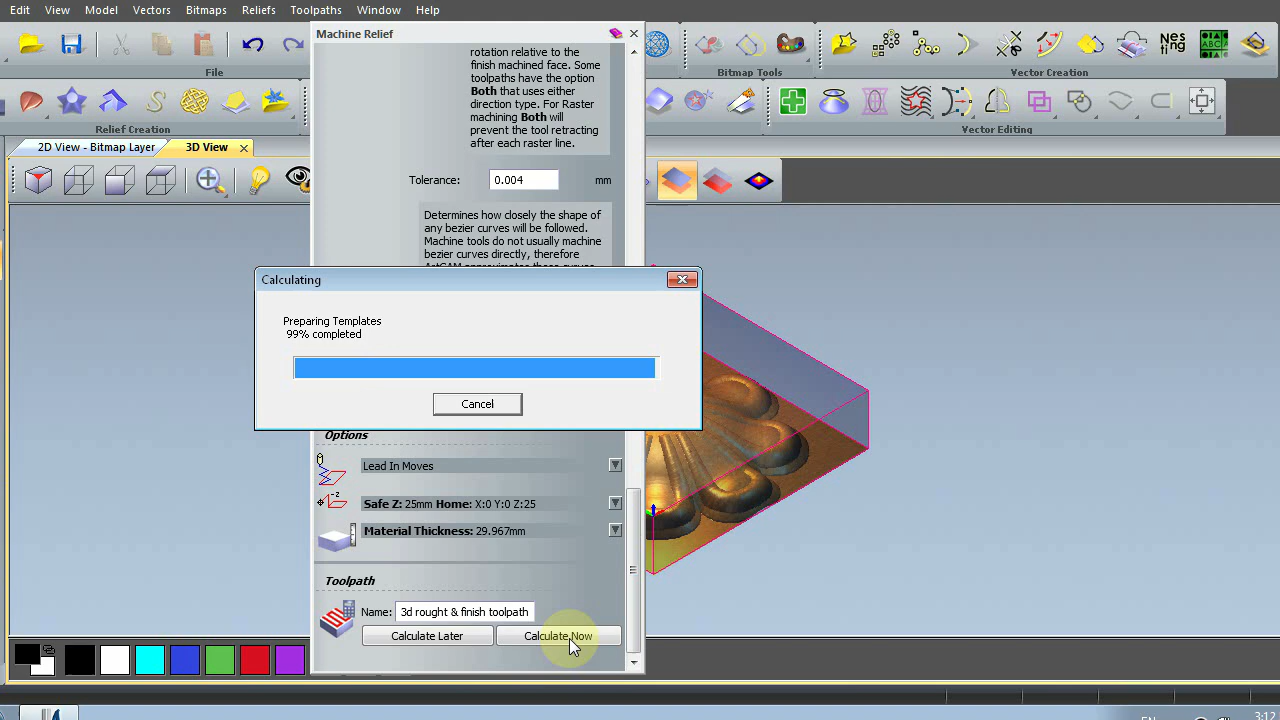 Edit View Model Vectors Bitmaps Reliefs Toolpaths Window Help
Machine Relief
File
Bitmap Tools
Nes ting
ABC
Vector Creation
Relief Creation
Vector Editing
2D View - Bitmap Layer
3D View
rotation relative to the
finish machined face. Some
toolpaths have the option
Both that uses either
direction type. For Raster
machining Both will
prevent the tool retracting
after each raster line.
Tolerance: 0.004 mm
Determines how closely the shape of
any bezier curves will be followed.
Machine tools do not usually machine
bezier curves directly, therefore
Calculating
Preparing Templates
99% completed
Cancel
Options
Lead In Moves
Safe Z: 25mm Home: X:0 Y:0 Z:25
Material Thickness: 29.967mm
Toolpath
Name: 3d rought & finish toolpath
Calculate Later Calculate Now